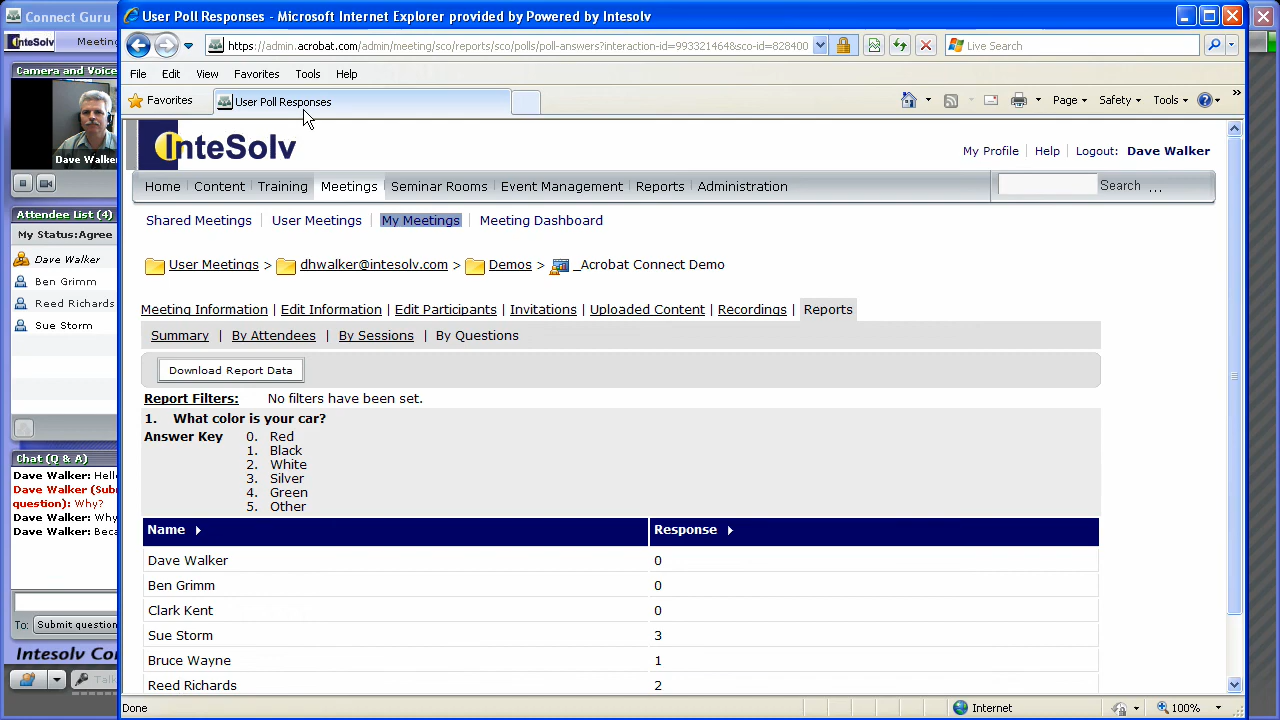 Connect Guru
User Poll Responses - Microsoft Internet Explorer provided by Powered by Intesolv
InteSolv
Meeting
https://admin.acrobat.com/admin/meeting/sco/reports/sco/polls/poll-answers?interaction-id=99332146&sco-id=828400
Live Search
File Edit View Favorites Tools Help
Camera and Voice
Favorites
User Poll Responses
Page Safety Tools
Dave Walker
InteSolv
My Profile | Help | Logout: Dave Walker
Home Content Training Meetings Seminar Rooms Event Management Reports Administration Search ...
Attendee List (4)
Shared Meetings | User Meetings | My Meetings | Meeting Dashboard
My Status:Agree
Dave Walker
Ben Grimm
Reed Richards
Sue Storm
User Meetings > dhwalker@intesolv.com > Demos > _Acrobat Connect Demo
Meeting Information | Edit Information | Edit Participants | Invitations | Uploaded Content | Recordings | Reports
Summary | By Attendees | By Sessions | By Questions
Download Report Data
Report Filters: No filters have been set.
1. What color is your car?
Answer Key 0. Red
1. Black
2. White
3. Silver
4. Green
5. Other
Chat (Q & A)
Dave Walker: Hell
Dave Walker (Sub
question): Why?
Dave Walker: Why
Dave Walker: Beca
Name Response
Dave Walker 0
Ben Grimm 0
Clark Kent 0
Sue Storm 3
Bruce Wayne 1
Reed Richards 2
To: Submit question
Intesolv Co
Talk
Done
Internet
100%